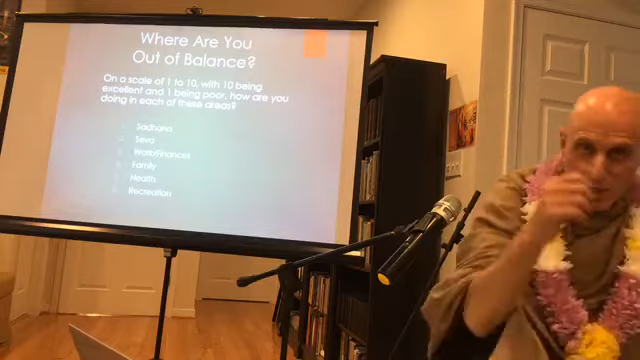 Where Are You
Out of Balance?
On a scale of 1 to 10, with 10 being
excellent and 1 being poor, how are you
doing in each of these areas?
Sadhana
Seva
Work/Finances
Family
Health
Recreation